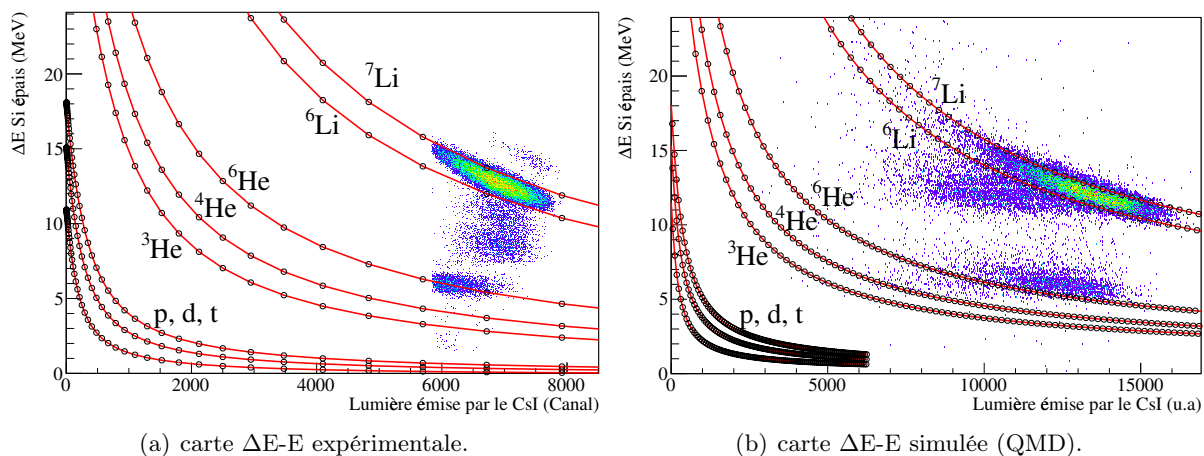 ΔE Si épais (MeV)
20
15
10
5
0
⁷Li
⁶Li
⁶He
⁴He
³He
p, d, t
0 2000 4000 6000 8000
Lumière émise par le CsI (Canal)
(a) carte ΔE-E expérimentale.
ΔE Si épais (MeV)
20
15
10
5
0
⁷Li
⁶Li
⁶He
⁴He
³He
p, d, t
0 5000 10000 15000
Lumière émise par le CsI (u.a)
(b) carte ΔE-E simulée (QMD).